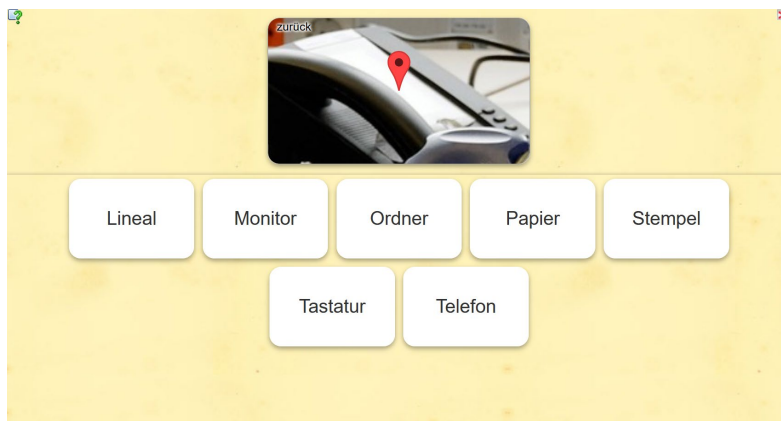 zurück
Lineal
Monitor
Ordner
Papier
Stempel
Tastatur
Telefon